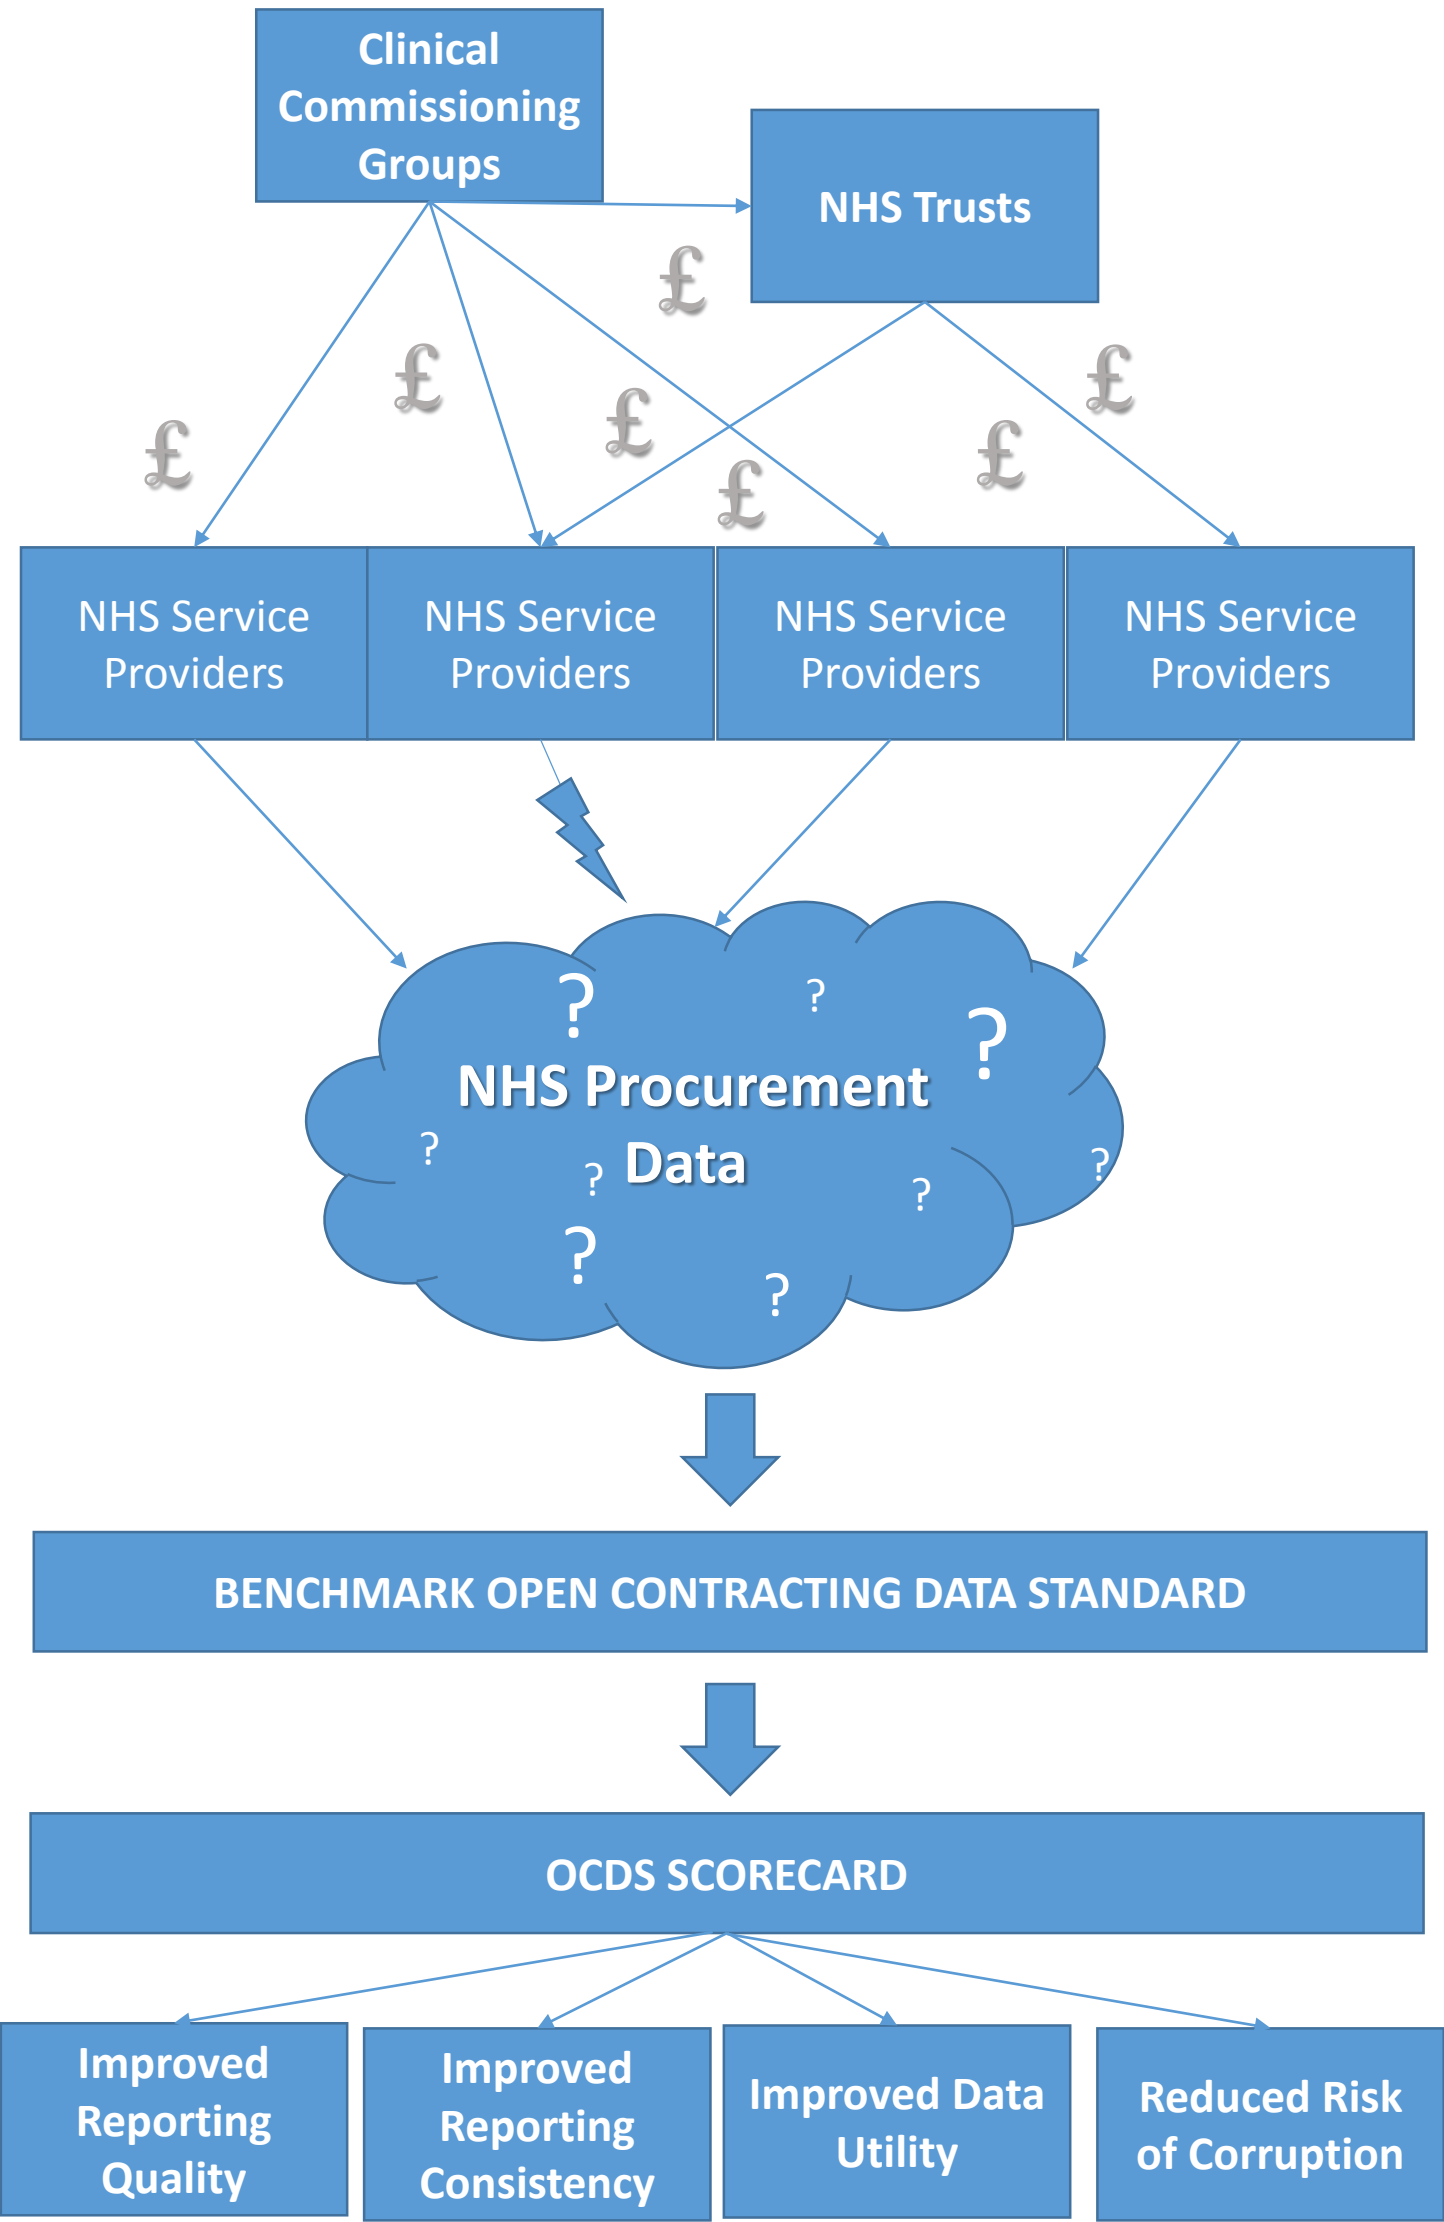 Clinical
Commissioning
Groups
NHS Trusts
£
£
£
£
£
£
£
NHS Service
Providers
NHS Service
Providers
NHS Service
Providers
NHS Service
Providers
?
?
?
NHS Procurement
Data
?
?
?
?
?
?
BENCHMARK OPEN CONTRACTING DATA STANDARD
OCDS SCORECARD
Improved
Reporting
Quality
Improved
Reporting
Consistency
Improved Data
Utility
Reduced Risk
of Corruption